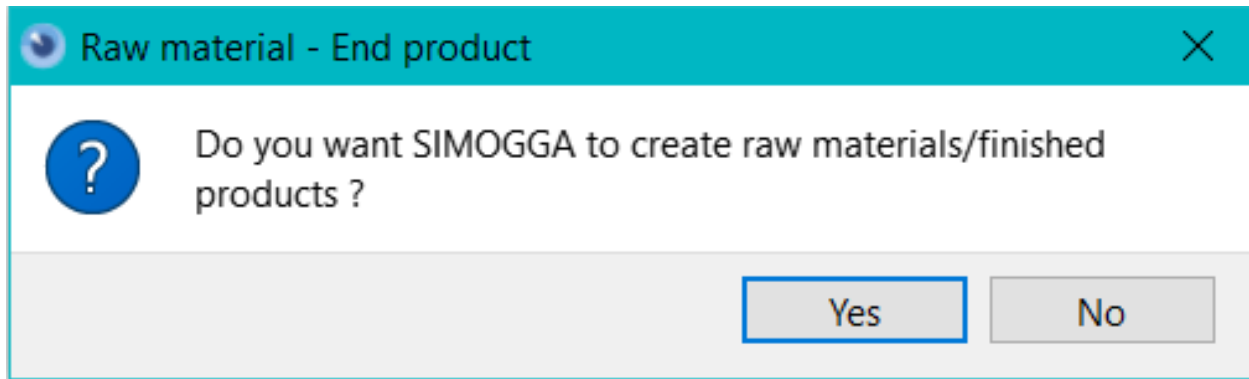 Raw material - End product
Do you want SIMOGGA to create raw materials/finished
products ?
Yes
No